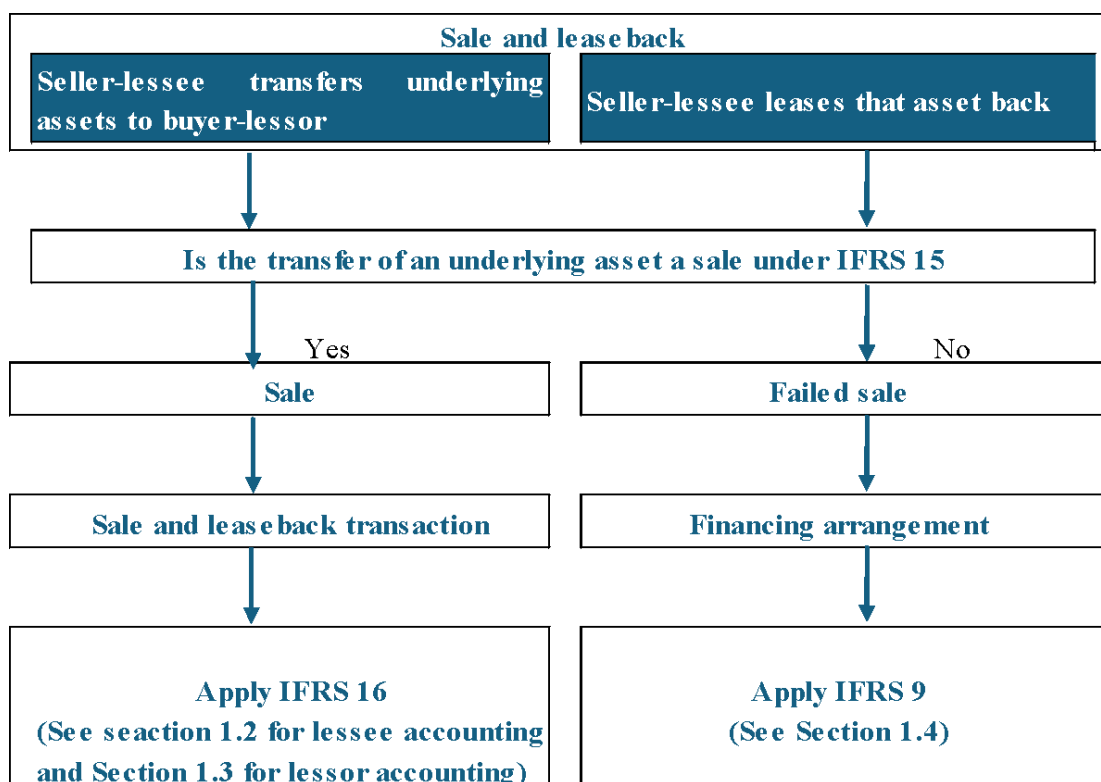 Sale and leaseback
Seller-lessee transfers underlying
assets to buyer-lessor
Seller-lessee leases that asset back
Is the transfer of an underlying asset a sale under IFRS 15
Yes
No
Sale
Failed sale
Sale and leaseback transaction
Financing arrangement
Apply IFRS 16
(See seaction 1.2 for lessee accounting
and Section 1.3 for lessor accounting)
Apply IFRS 9
(See Section 1.4)